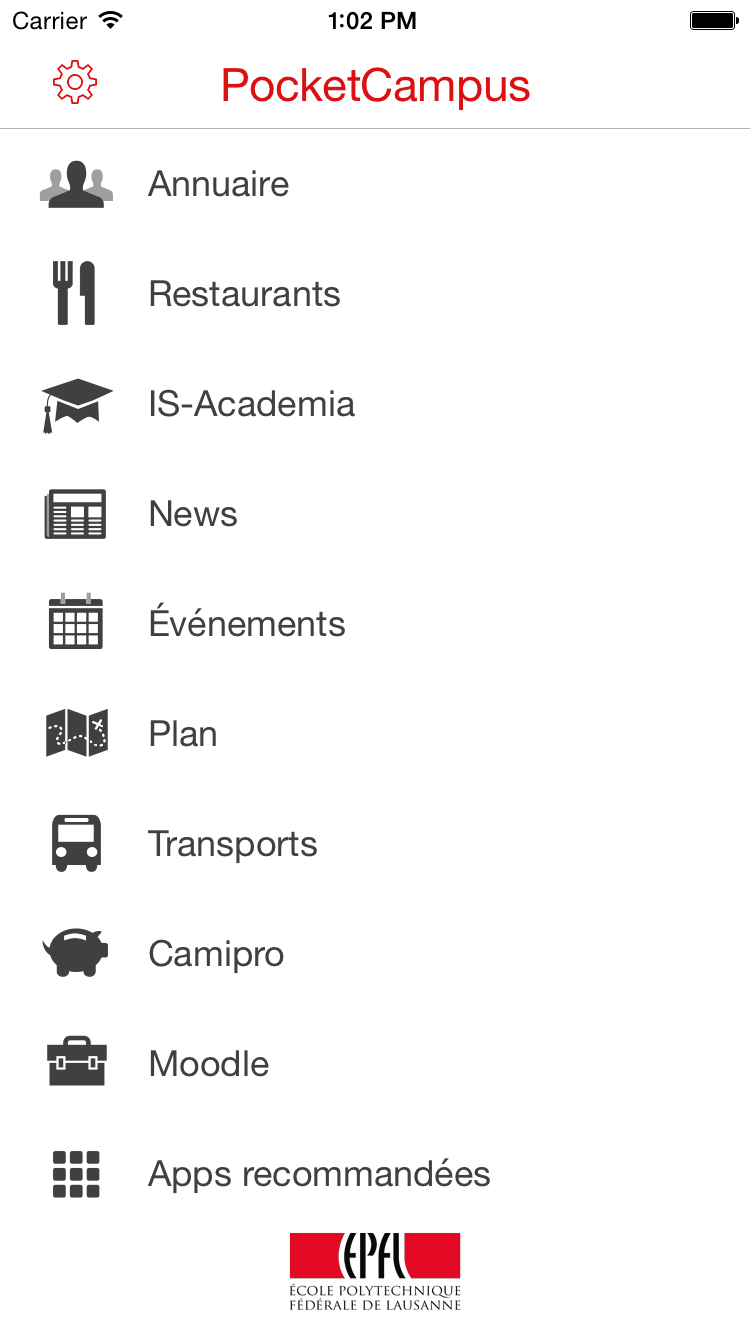 Carrier 1:02 PM
PocketCampus
Annuaire
Restaurants
IS-Academia
News
Événements
Plan
Transports
Camipro
Moodle
Apps recommandées
EPFL
ÉCOLE POLYTECHNIQUE
FÉDÉRALE DE LAUSANNE